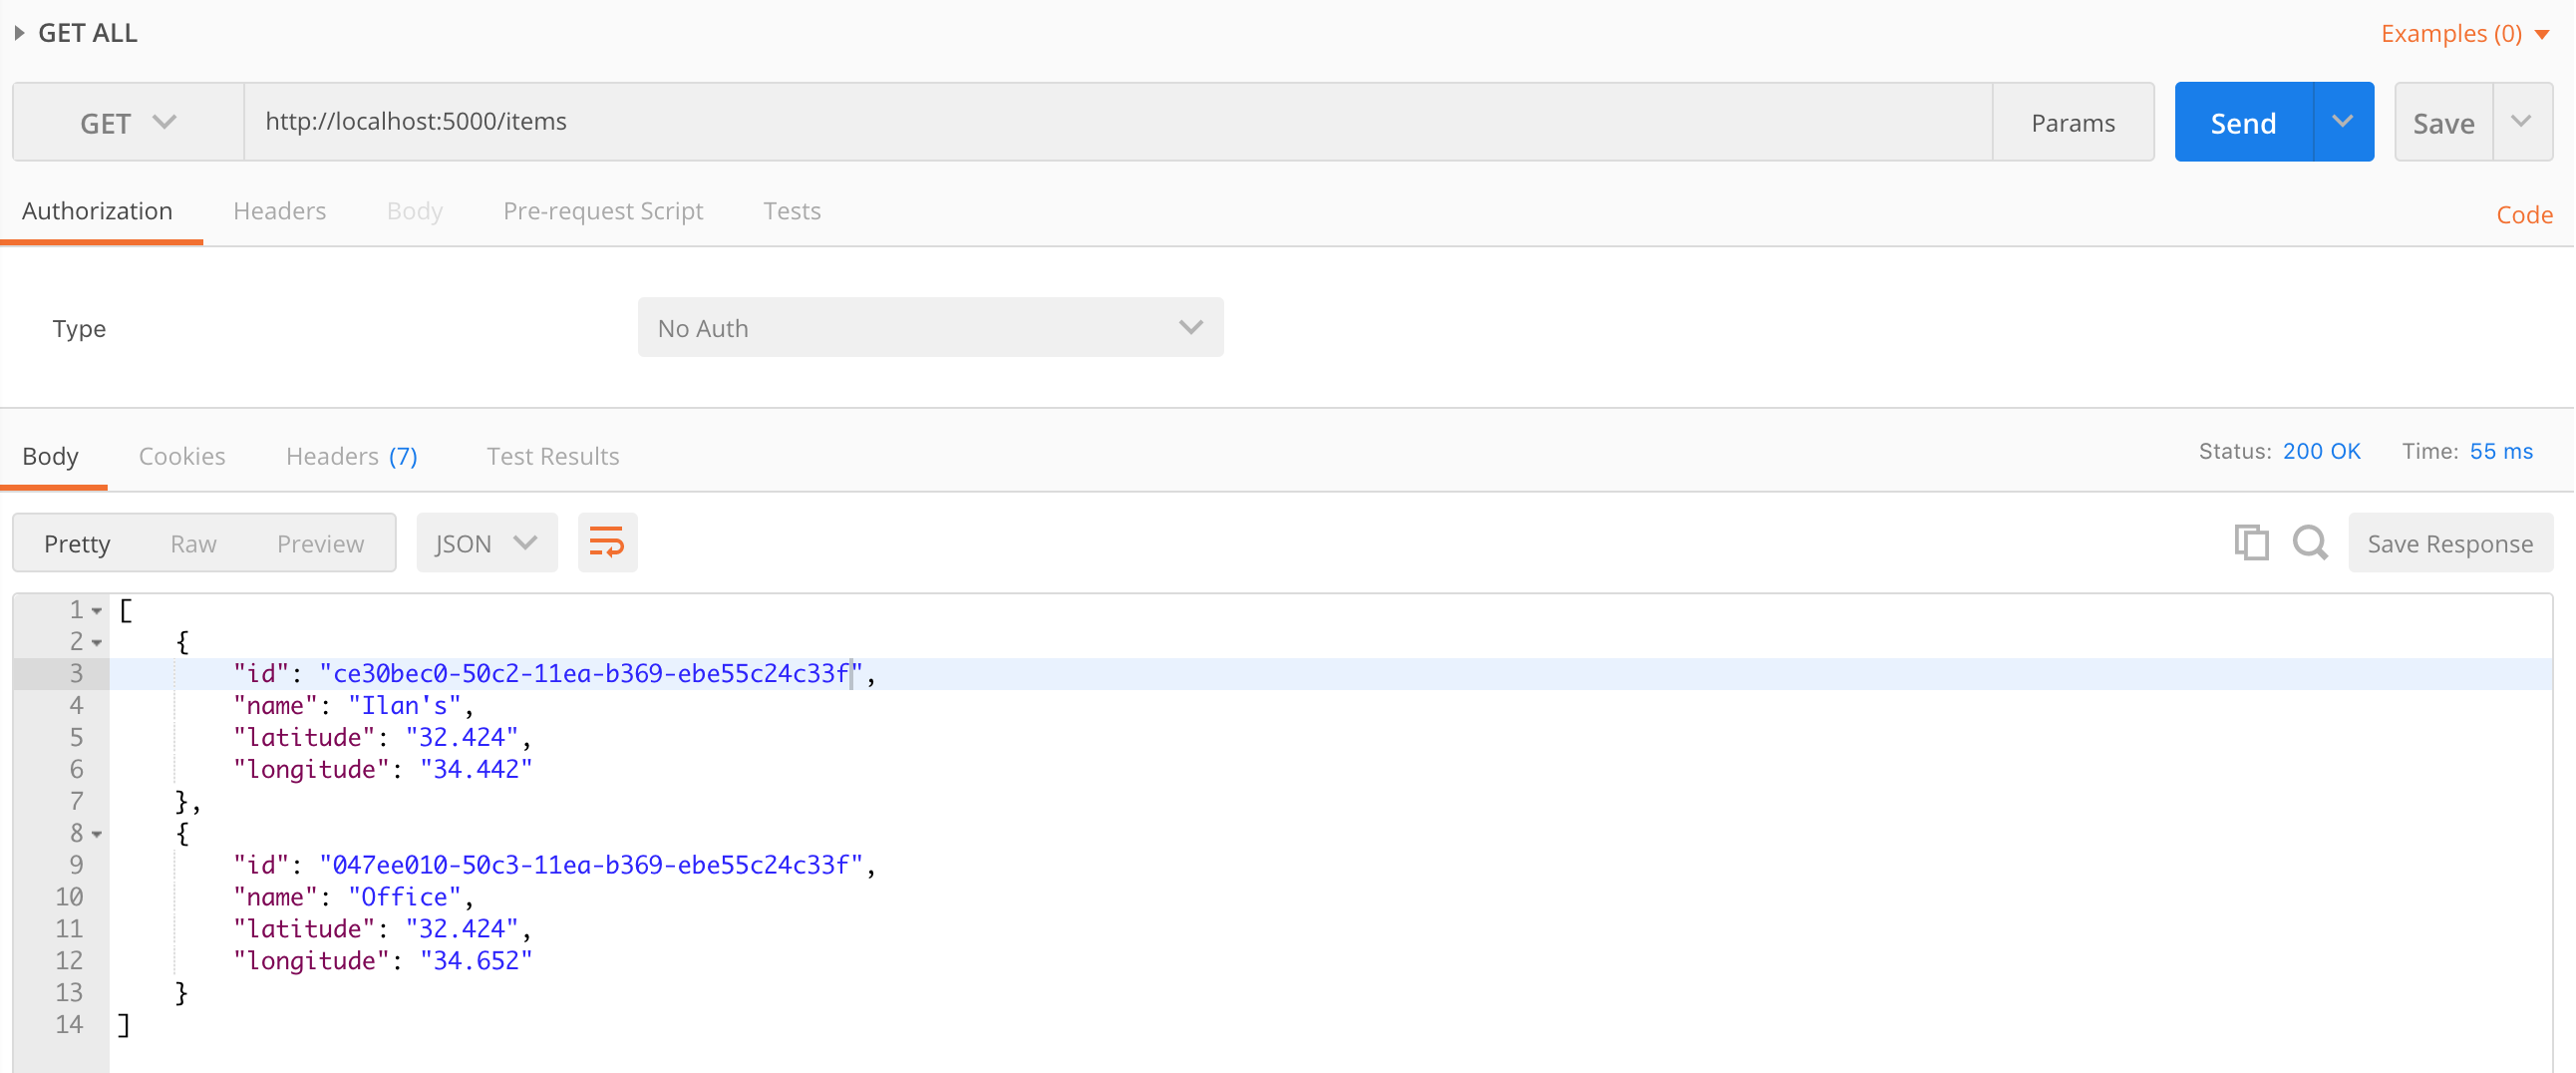 GET ALL
Examples (0)
GET
http://localhost:5000/items
Params
Send
Save
Authorization Headers Body Pre-request Script Tests
Code
Type
No Auth
Body Cookies Headers (7) Test Results
Status: 200 OK Time: 55 ms
Pretty Raw Preview
JSON
Save Response
1 [
2 {
3 "id": "ce30bec0-50c2-11ea-b369-ebe55c24c33f",
4 "name": "Ilan's",
5 "latitude": "32.424",
6 "longitude": "34.442"
7 },
8 {
9 "id": "047ee010-50c3-11ea-b369-ebe55c24c33f",
10 "name": "Office",
11 "latitude": "32.424",
12 "longitude": "34.652"
13 }
14 ]